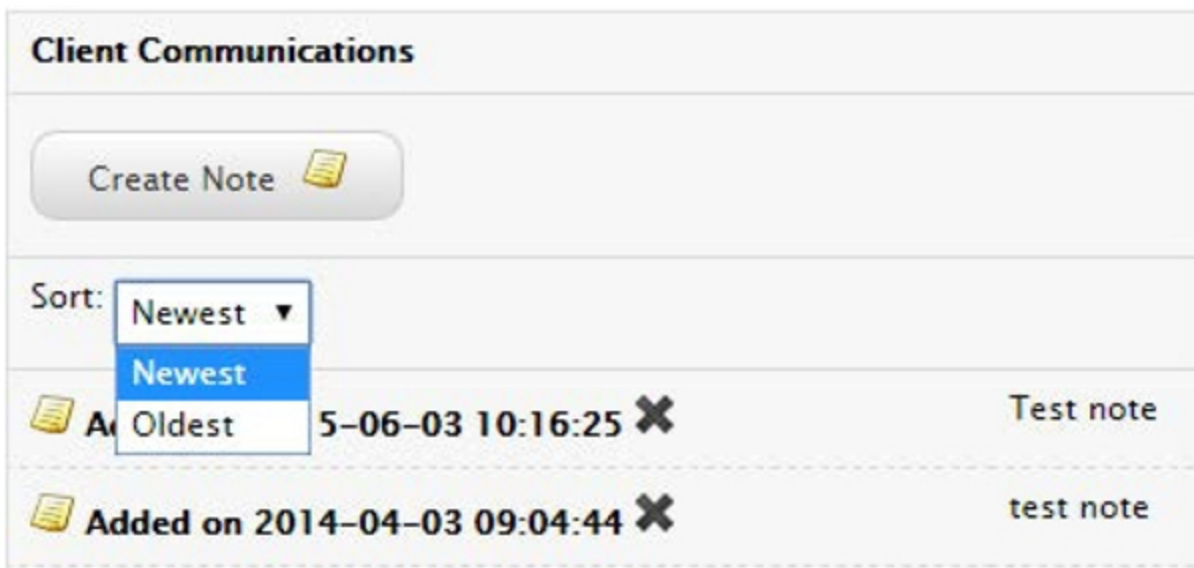 Client Communications
Create Note
Sort: Newest
Newest
Oldest
5-06-03 10:16:25 Test note
Added on 2014-04-03 09:04:44 test note